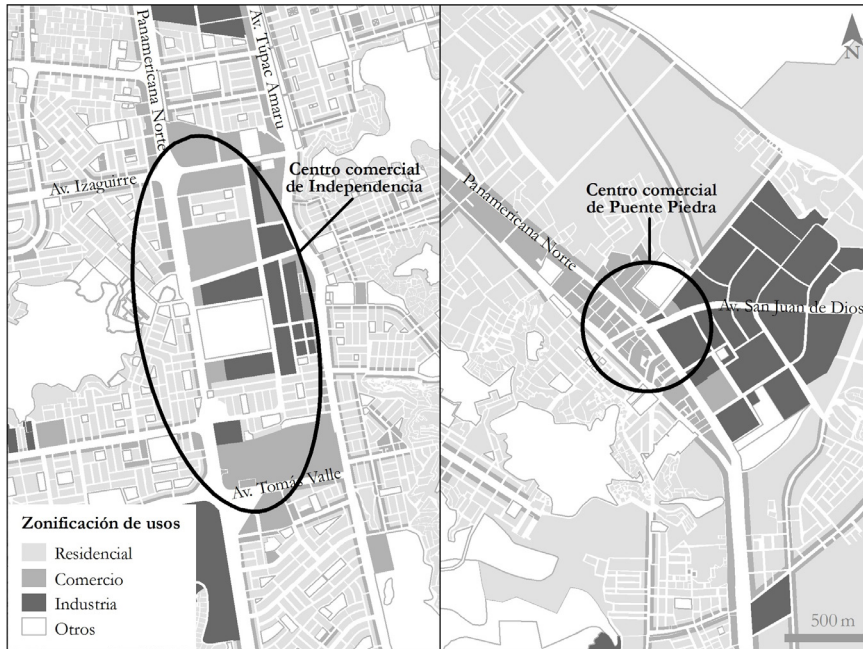 Panamericana Norte
Av. Túpac Amaru
Av. Izaguirre
Centro comercial
de Independencia
Av. Tomás Valle
Zonificación de usos
Residencial
Comercio
Industria
Otros
N
Centro comercial
de Puente Piedra
Panamericana Norte
Av. San Juan de Dios
500 m